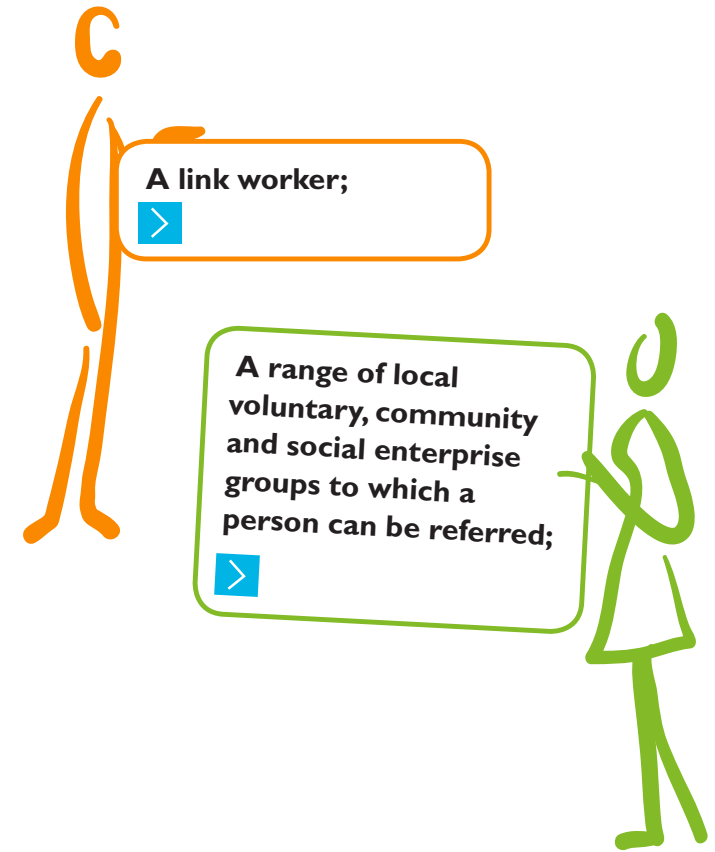 A link worker;
A range of local
voluntary, community
and social enterprise
groups to which a
person can be referred;